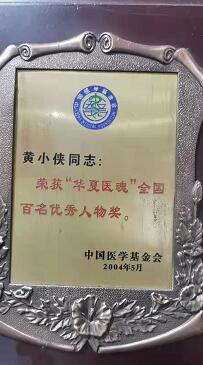 黄小侠同志：
荣获“华夏医魂”全国
百名优秀人物奖。
中国医学基金会
2004年5月